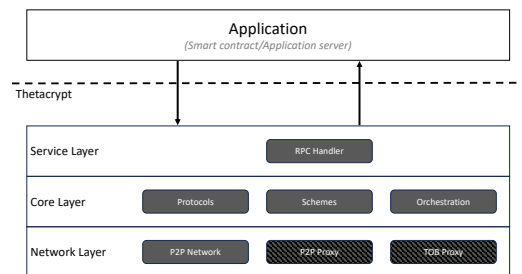 Application
(Smart contract/Application server)
Thetacrypt
Service Layer
RPC Handler
Core Layer
Protocols
Schemes
Orchestration
Network Layer
P2P Network
P2P Proxy
TOB Proxy